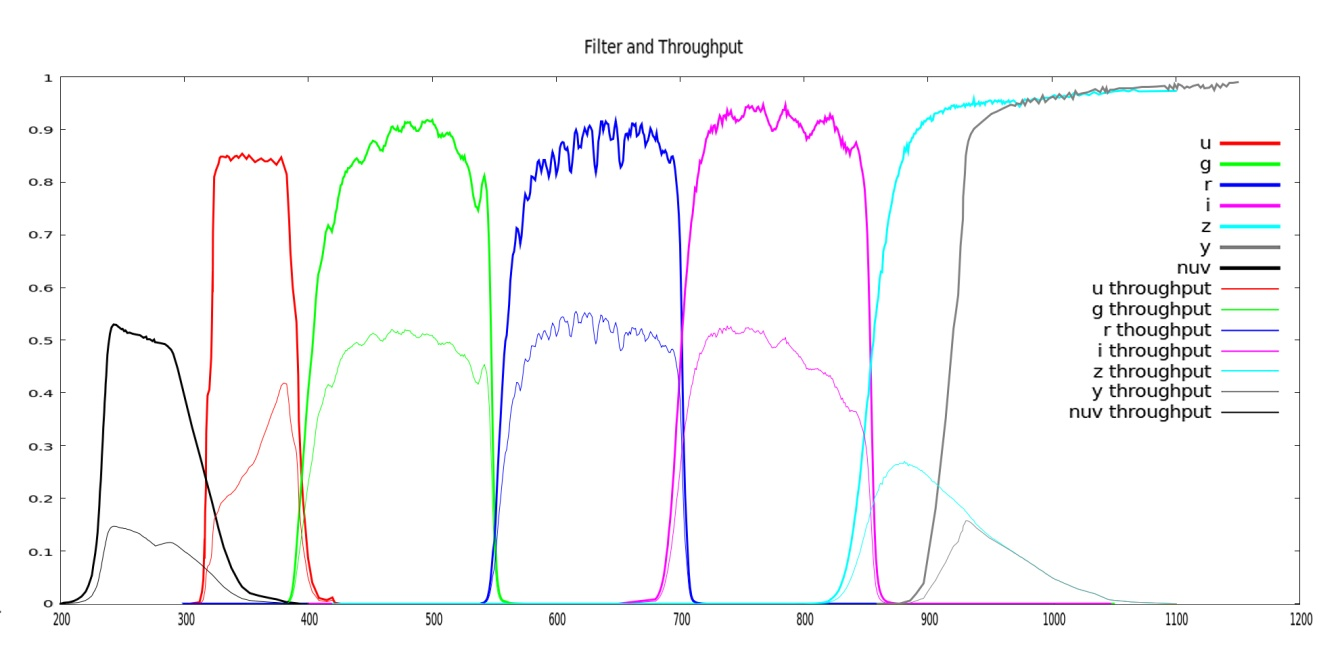 Filter and Throughput
1
0.9
0.8
0.7
0.6
0.5
0.4
0.3
0.2
0.1
0
200 300 400 500 600 700 800 900 1000 1100 1200
u
g
r
i
z
y
nuv
u throughput
g throughput
r thoughput
i throughput
z throughput
y throughput
nuv throughput